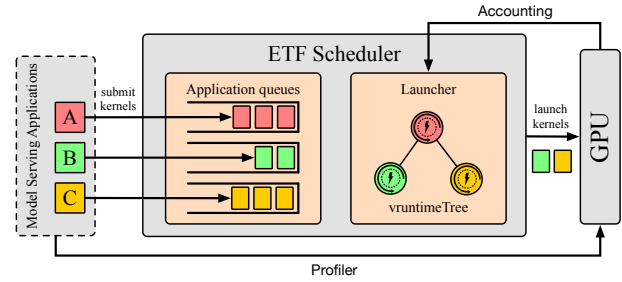 Accounting
ETF Scheduler
Model Serving Applications
A
B
C
submit
kernels
Application queues
Launcher
vruntimeTree
launch
kernels
GPU
Profiler